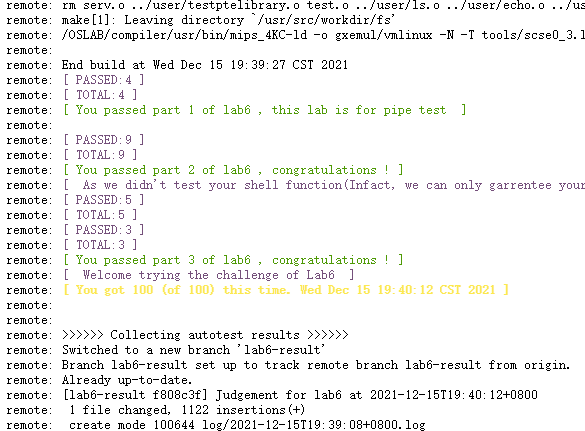 remote: rm serv.o ../user/testptelibrary.o test.o ../user/ls.o ../user/echo.o ../us
remote: make[1]: Leaving directory `/usr/src/workdir/fs'
remote: /OSLAB/compiler/usr/bin/mips_4KC-ld -o gxemul/vmlinux -N -T tools/scse0_3.l
remote:
remote: End build at Wed Dec 15 19:39:27 CST 2021
remote: [ PASSED:4 ]
remote: [ TOTAL:4 ]
remote: [ You passed part 1 of lab6 , this lab is for pipe test  ]
remote:
remote: [ PASSED:9 ]
remote: [ TOTAL:9 ]
remote: [ You passed part 2 of lab6 , congratulations ! ]
remote: [  As we didn't test your shell function(Infact, we can only garrentee your
remote: [ PASSED:5 ]
remote: [ TOTAL:5 ]
remote: [ PASSED:3 ]
remote: [ TOTAL:3 ]
remote: [ You passed part 3 of lab6 , congratulations ! ]
remote: [  Welcome trying the challenge of Lab6  ]
remote: [ You got 100 (of 100) this time. Wed Dec 15 19:40:12 CST 2021 ]
remote:
remote:
remote: >>>>>> Collecting autotest results >>>>>>
remote: Switched to a new branch 'lab6-result'
remote: Branch lab6-result set up to track remote branch lab6-result from origin.
remote: Already up-to-date.
remote: [lab6-result f808c3f] Judgement for lab6 at 2021-12-15T19:40:12+0800
remote:  1 file changed, 1122 insertions(+)
remote:  create mode 100644 log/2021-12-15T19:39:08+0800.log